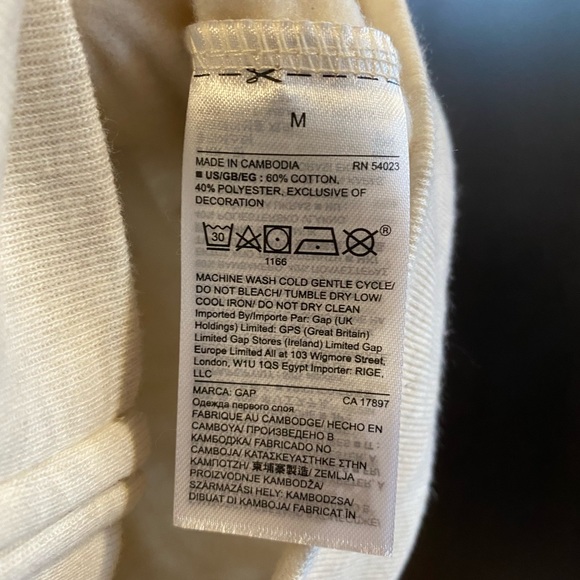 M
MADE IN CAMBODIA RN 54023
■ US/GB/EG : 60% COTTON,
40% POLYESTER, EXCLUSIVE OF
DECORATION
30
®
1166
MACHINE WASH COLD GENTLE CYCLE/
DO NOT BLEACH/ TUMBLE DRY LOW/
COOL IRON/ DO NOT DRY CLEAN
Imported By/Importe Par: Gap (UK
Holdings) Limited: GPS (Great Britain)
Limited Gap Stores (Ireland) Limited Gap
Europe Limited All at 103 Wigmore Street,
London, W1U 1QS Egypt Importer: RIGE,
LLC
MARCA: GAP CA 17897
Одежда первого слоя
FABRIQUE AU CAMBODGE/ HECHO EN
CAMBOYA/ ПРОИЗВЕДЕНО В
КАМБОДЖА/ FABRICADO NO
CAMBOJA/ ΚΑΤΑΣΚΕΥΑΣΤΗΚΕ ΣΤΗΝ
ΚΑΜΠΟΤΖΗ/ 柬埔寨製造/ ZEMLJA
PROIZVODNJE KAMBODŽA/
SZÁRMAZÁSI HELY: KAMBODZSA/
DIBUAT DI KAMBOJA/ FABRICAT ÎN